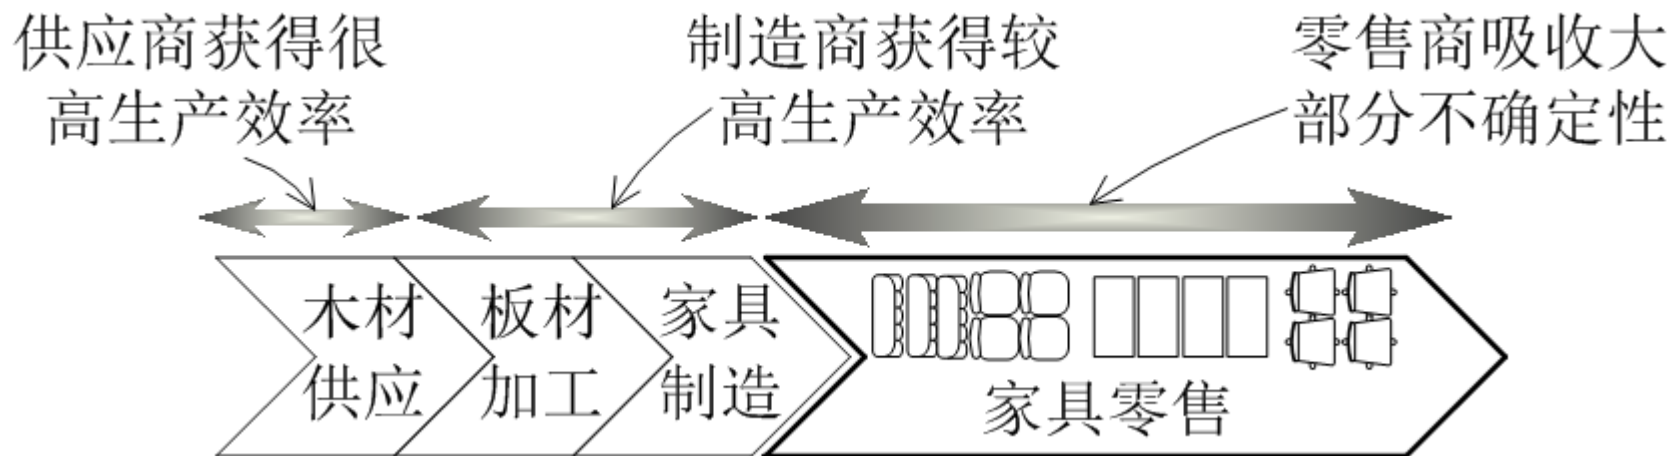 供应商获得很
高生产效率
制造商获得较
高生产效率
零售商吸收大
部分不确定性
木材
供应
板材
加工
家具
制造
家具零售